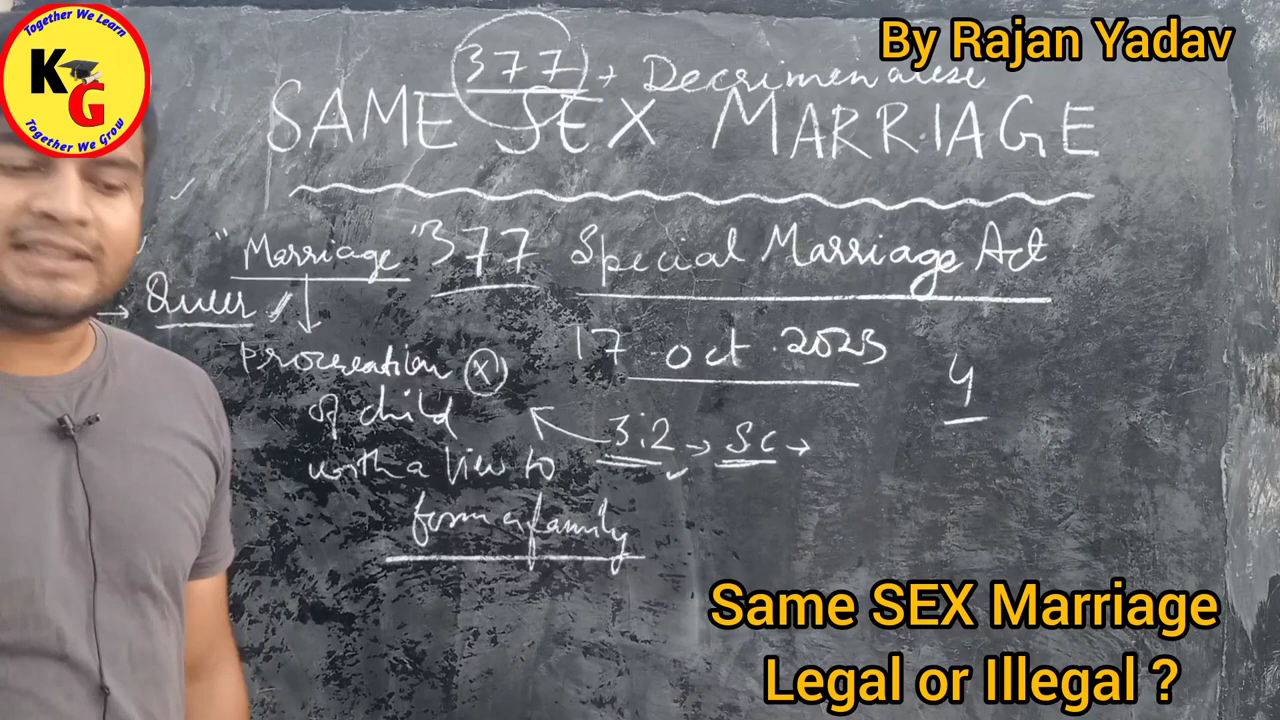 Together We Learn
KG
Together We Grow
By Rajan Yadav
377 → Decrimenalise
SAME SEX MARRIAGE
"Marriage" 377 Special Marriage Act
→ Queer
17 oct. 2023
Procreation (X)
4
of child
3:2 → SC →
with a View to
form a family
Same SEX Marriage
Legal or Illegal ?